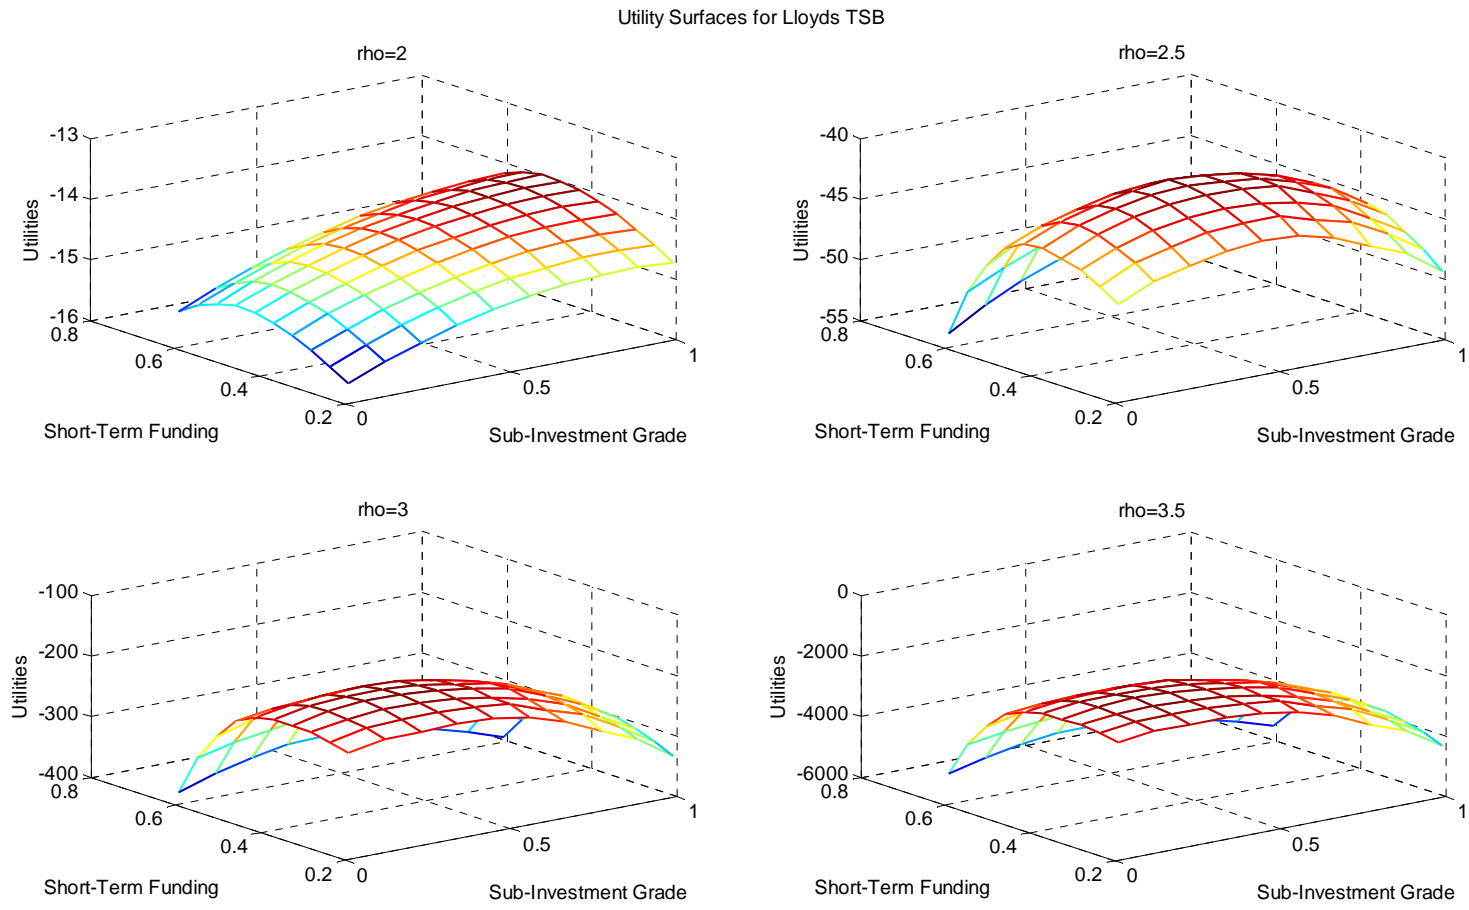 Utility Surfaces for Lloyds TSB
rho=2
-13
-14
-15
-16
Utilities
0.8
0.6
0.4
0.2
Short-Term Funding
0
0.5
1
Sub-Investment Grade
rho=2.5
-40
-45
-50
-55
Utilities
0.8
0.6
0.4
0.2
Short-Term Funding
0
0.5
1
Sub-Investment Grade
rho=3
-100
-200
-300
-400
Utilities
0.8
0.6
0.4
0.2
Short-Term Funding
0
0.5
1
Sub-Investment Grade
rho=3.5
0
-2000
-4000
-6000
Utilities
0.8
0.6
0.4
0.2
Short-Term Funding
0
0.5
1
Sub-Investment Grade